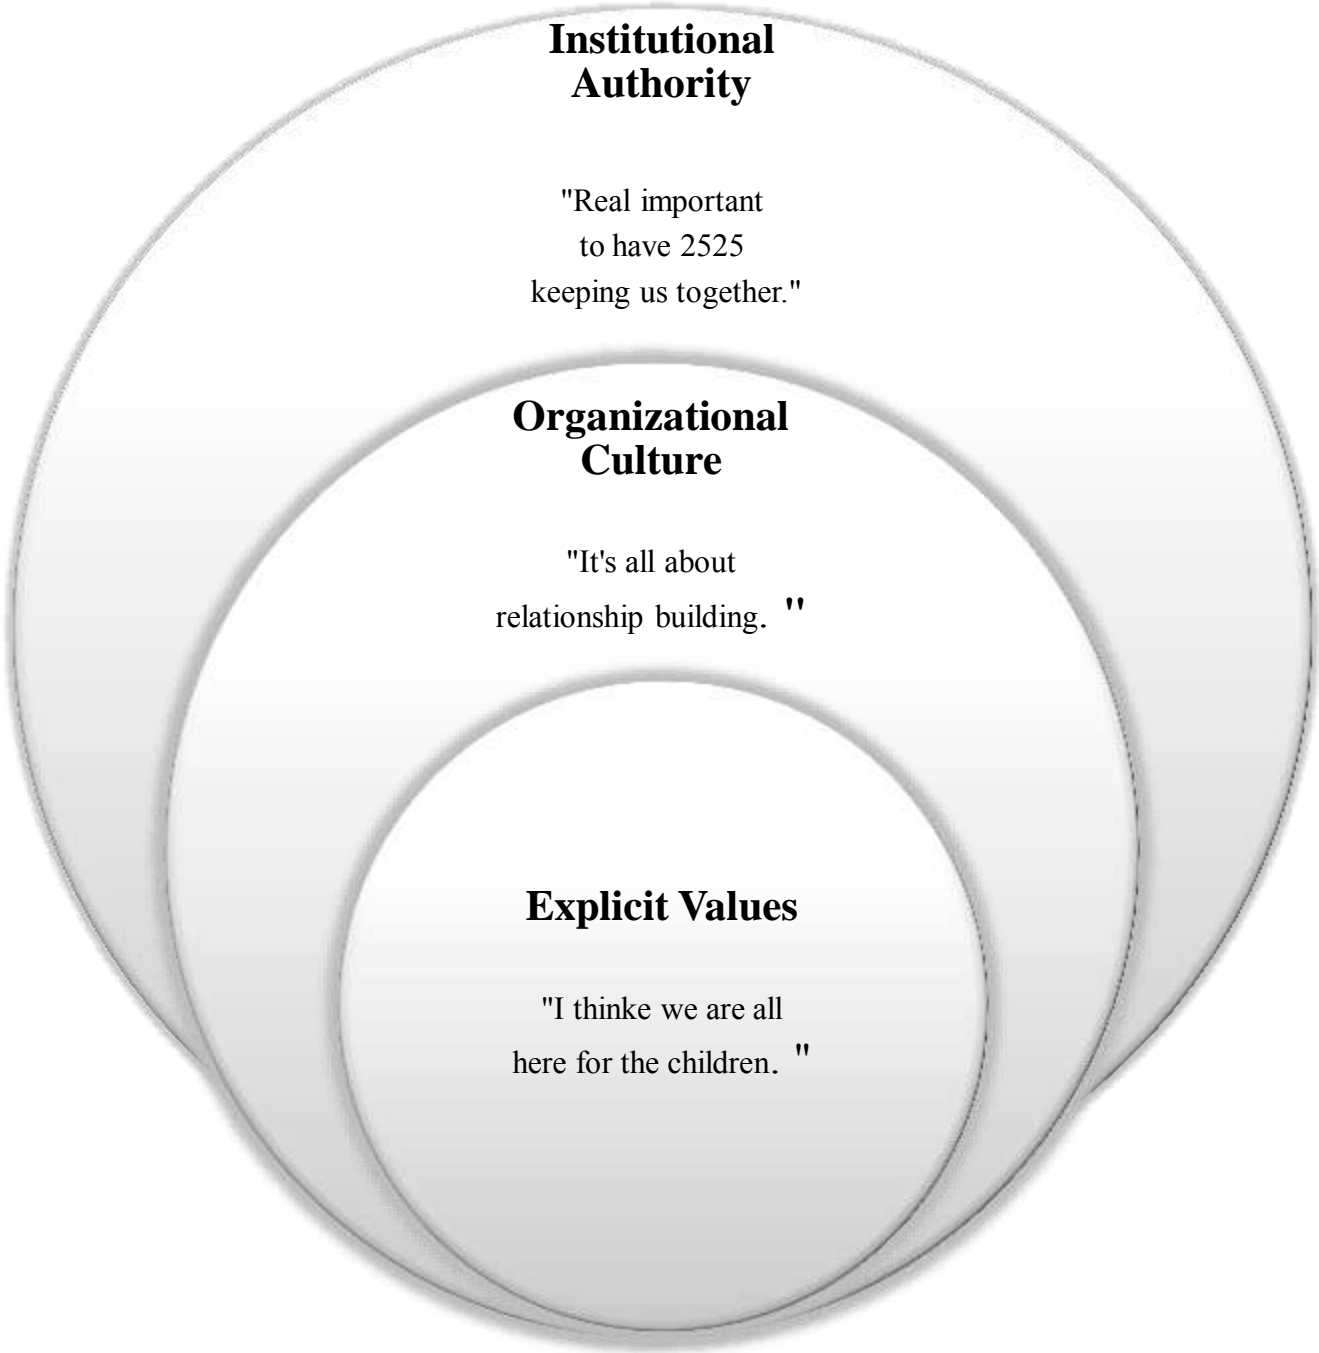 Institutional
Authority
"Real important
to have 2525
keeping us together."
Organizational
Culture
"It's all about
relationship building. "
Explicit Values
"I thinke we are all
here for the children. "